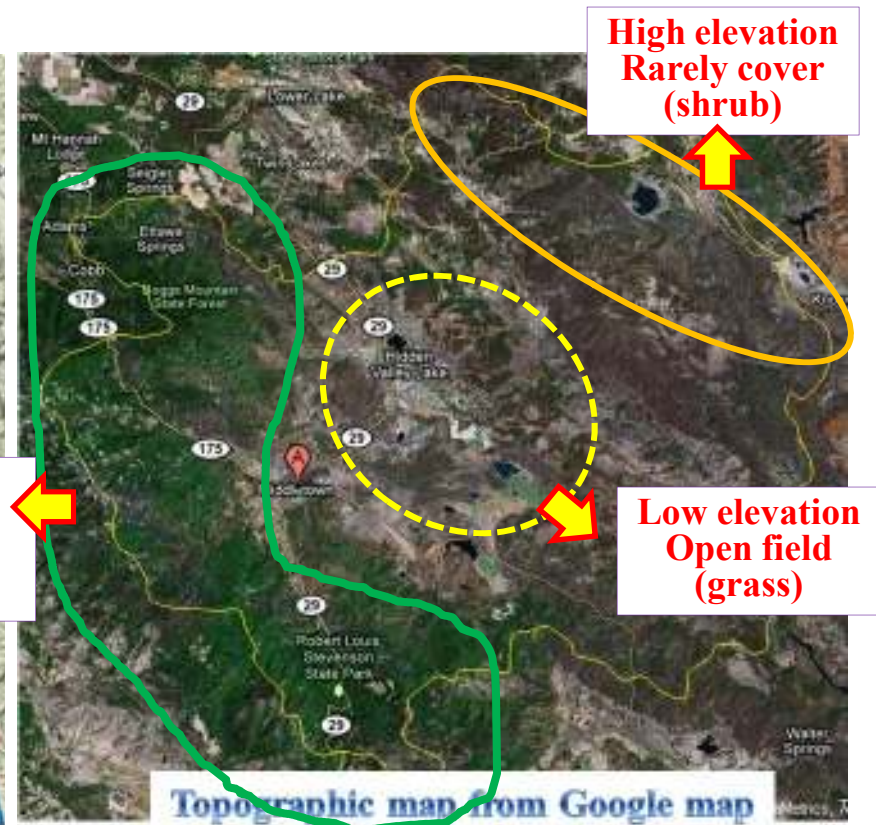 High elevation
Rarely cover
(shrub)
29
Lower Lake
Mt Hannah
Lodge
Seigler
Springs
Adams
Ettawa
Springs
Cobb
Boggs Mountain
State Forest
29
175
175
29
Hidden
Valley Lake
29
175
A
Low elevation
Open field
(grass)
29
Robert Louis
Stevenson
State Park
29
Walter
Springs
Topographic map from Google map